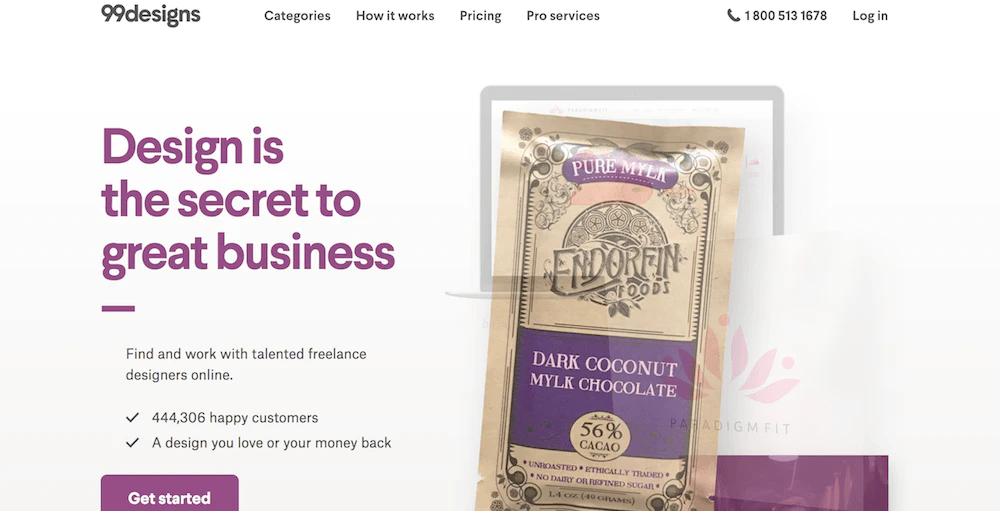 99designs
Categories How it works Pricing Pro services 1 800 513 1678 Log in
Design is
the secret to
great business
Find and work with talented freelance
designers online.
444,306 happy customers
A design you love or your money back
Get started
PURE MYLK
ENDORFIN
FOODS
DARK COCONUT
MYLK CHOCOLATE
56%
CACAO
UNROASTED • ETHICALLY TRADED
NO DAIRY OR REFINED SUGAR
1.4 OZ (40 GRAMS)
PARADIGM FIT